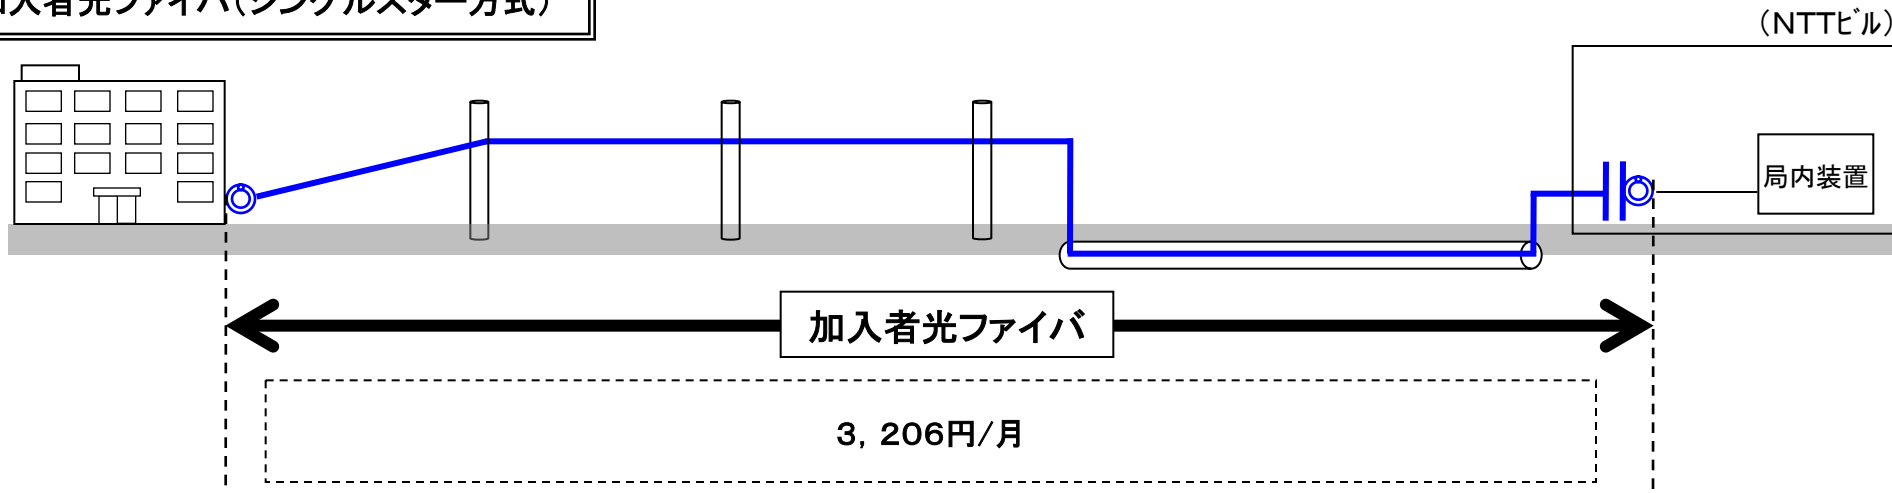 加入者光ファイバ(シングルスター方式)
（NTTビル）
局内装置
加入者光ファイバ
3，206円/月